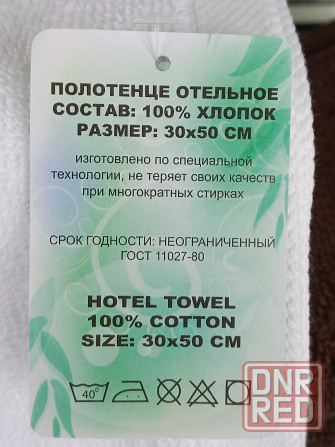 ПОЛОТЕНЦЕ ОТЕЛЬНОЕ
СОСТАВ: 100% ХЛОПОК
РАЗМЕР: 30х50 СМ
изготовлено по специальной
технологии, не теряет своих качеств
при многократных стирках
СРОК ГОДНОСТИ: НЕОГРАНИЧЕННЫЙ
ГОСТ 11027-80
HOTEL TOWEL
100% COTTON
SIZE: 30x50 CM
40°
DNR
RED